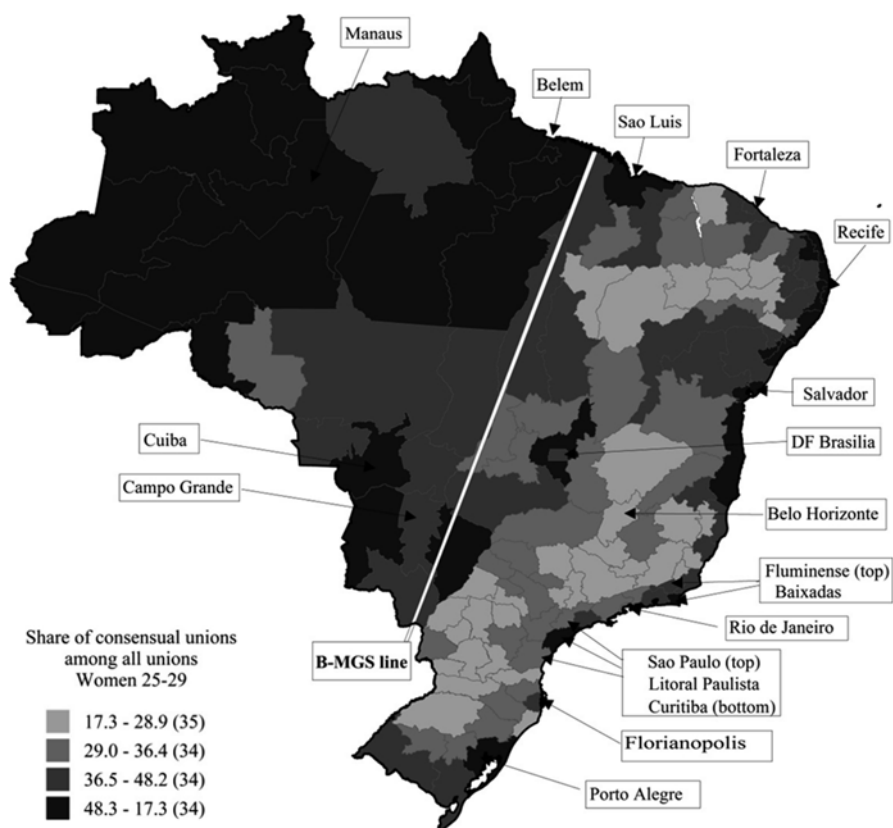 Manaus
Belem
Sao Luis
Fortaleza
Recife
Salvador
Cuiba
DF Brasilia
Campo Grande
Belo Horizonte
Fluminense (top)
Baixadas
Rio de Janeiro
B-MGS line
Sao Paulo (top)
Litoral Paulista
Curitiba (bottom)
Florianopolis
Porto Alegre
Share of consensual unions
among all unions
Women 25-29
17.3 - 28.9 (35)
29.0 - 36.4 (34)
36.5 - 48.2 (34)
48.3 - 17.3 (34)